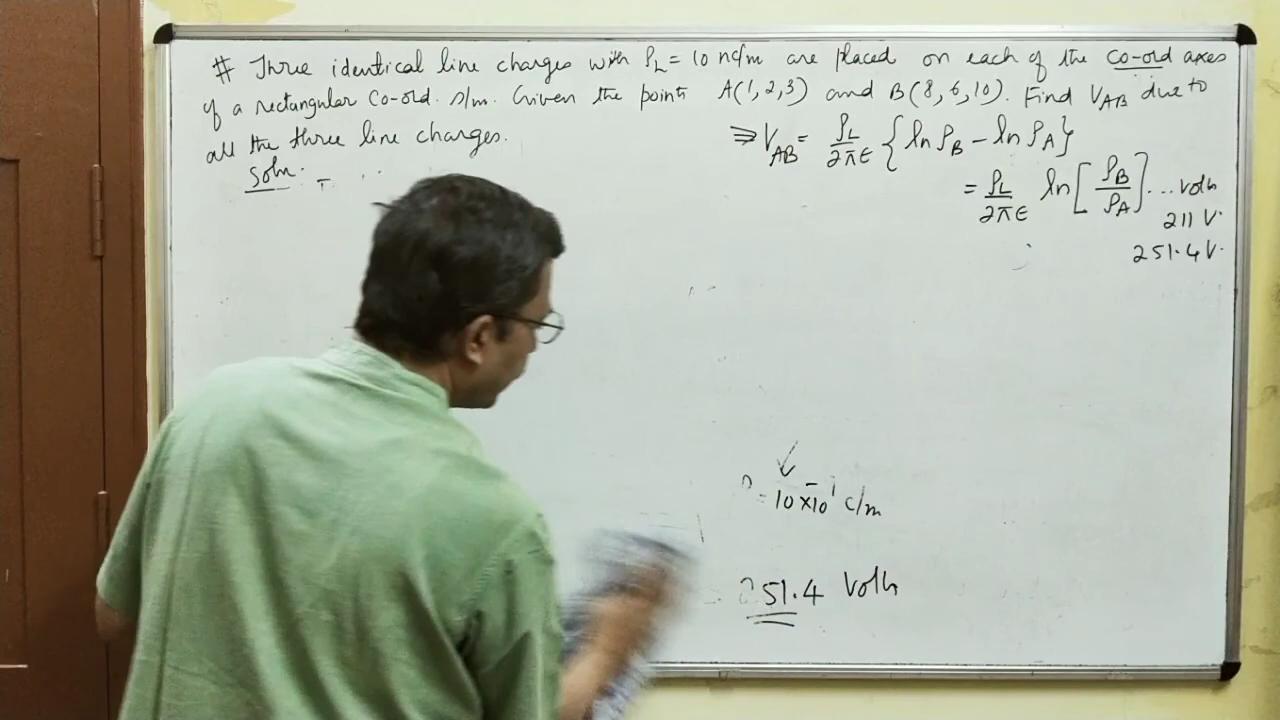 # Three identical line charges with ρL = 10 nc/m are placed on each of the co-ord axes
of a rectangular co-ord. s/m. Given the points A(1,2,3) and B(8,6,10). Find VAB due to
all the three line charges.
Soln.
⇒ VAB = ρL/2πϵ {ln ρB − ln ρA}
= ρL/2πϵ ln[ρB/ρA] ... volts
211 V.
251.4 V.
= 10×10 c/m
51.4 Volts